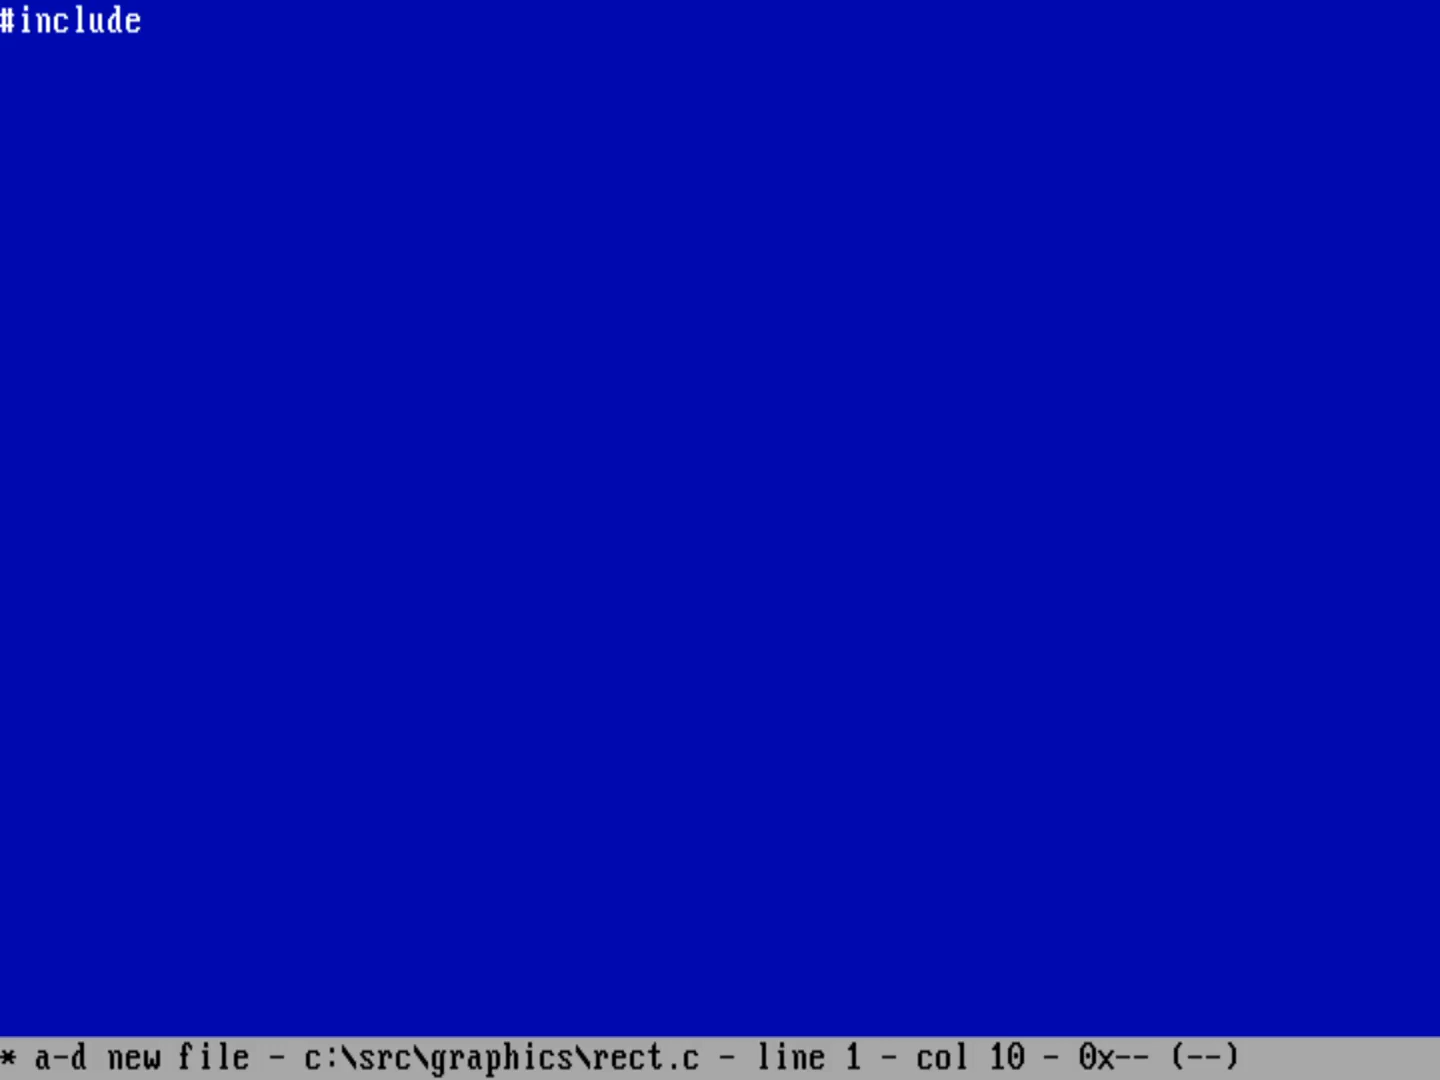 #include
* a-d new file - c:\src\graphics\rect.c - line 1 - col 10 - 0x-- (--)